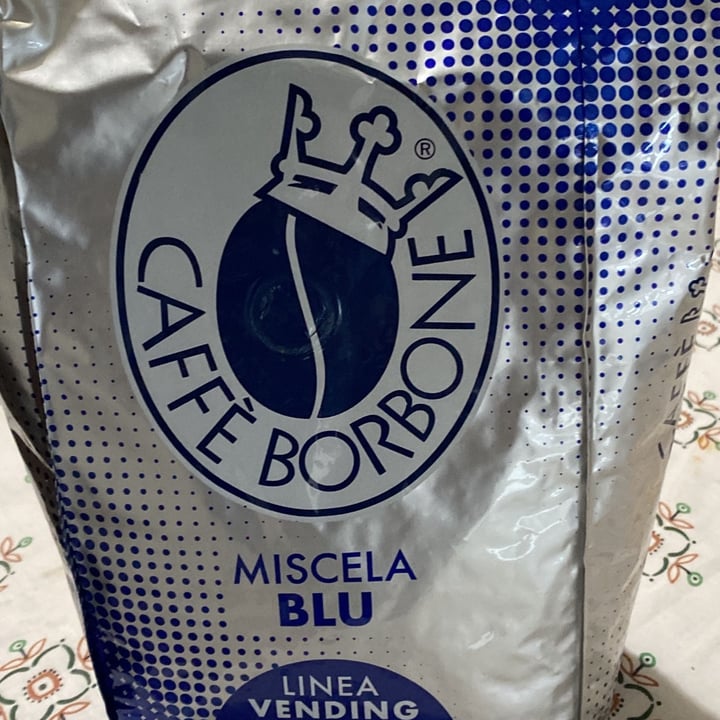 CAFFÈ BORBONE
®
MISCELA
BLU
LINEA
VENDING